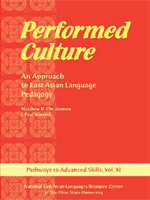 Performed
Culture
An Approach
to East Asian Language
Pedagogy
Matthew B. Christensen
J. Paul Warnick
Pathways to Advanced Skills, Vol. XI
National East Asian Languages Resource Center
The Ohio State University